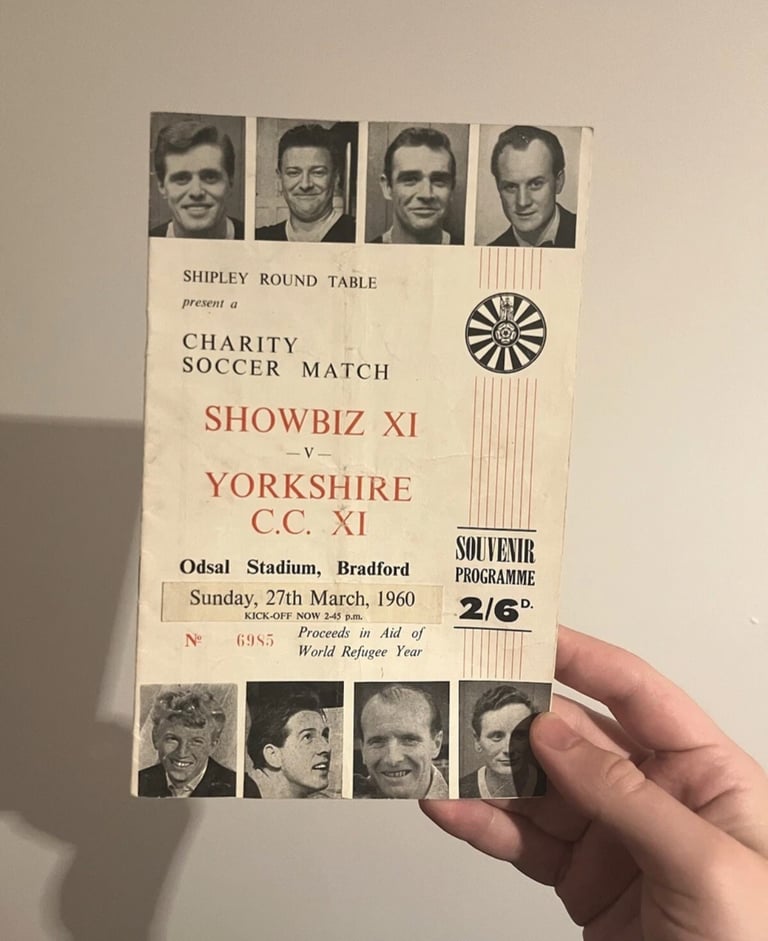 SHIPLEY ROUND TABLE
present a
CHARITY
SOCCER MATCH
SHOWBIZ XI
—V—
YORKSHIRE
C.C. XI
Odsal Stadium, Bradford
Sunday, 27th March, 1960
KICK-OFF NOW 2-45 p.m.
Nº 6985
Proceeds in Aid of
World Refugee Year
SOUVENIR
PROGRAMME
2/6D.